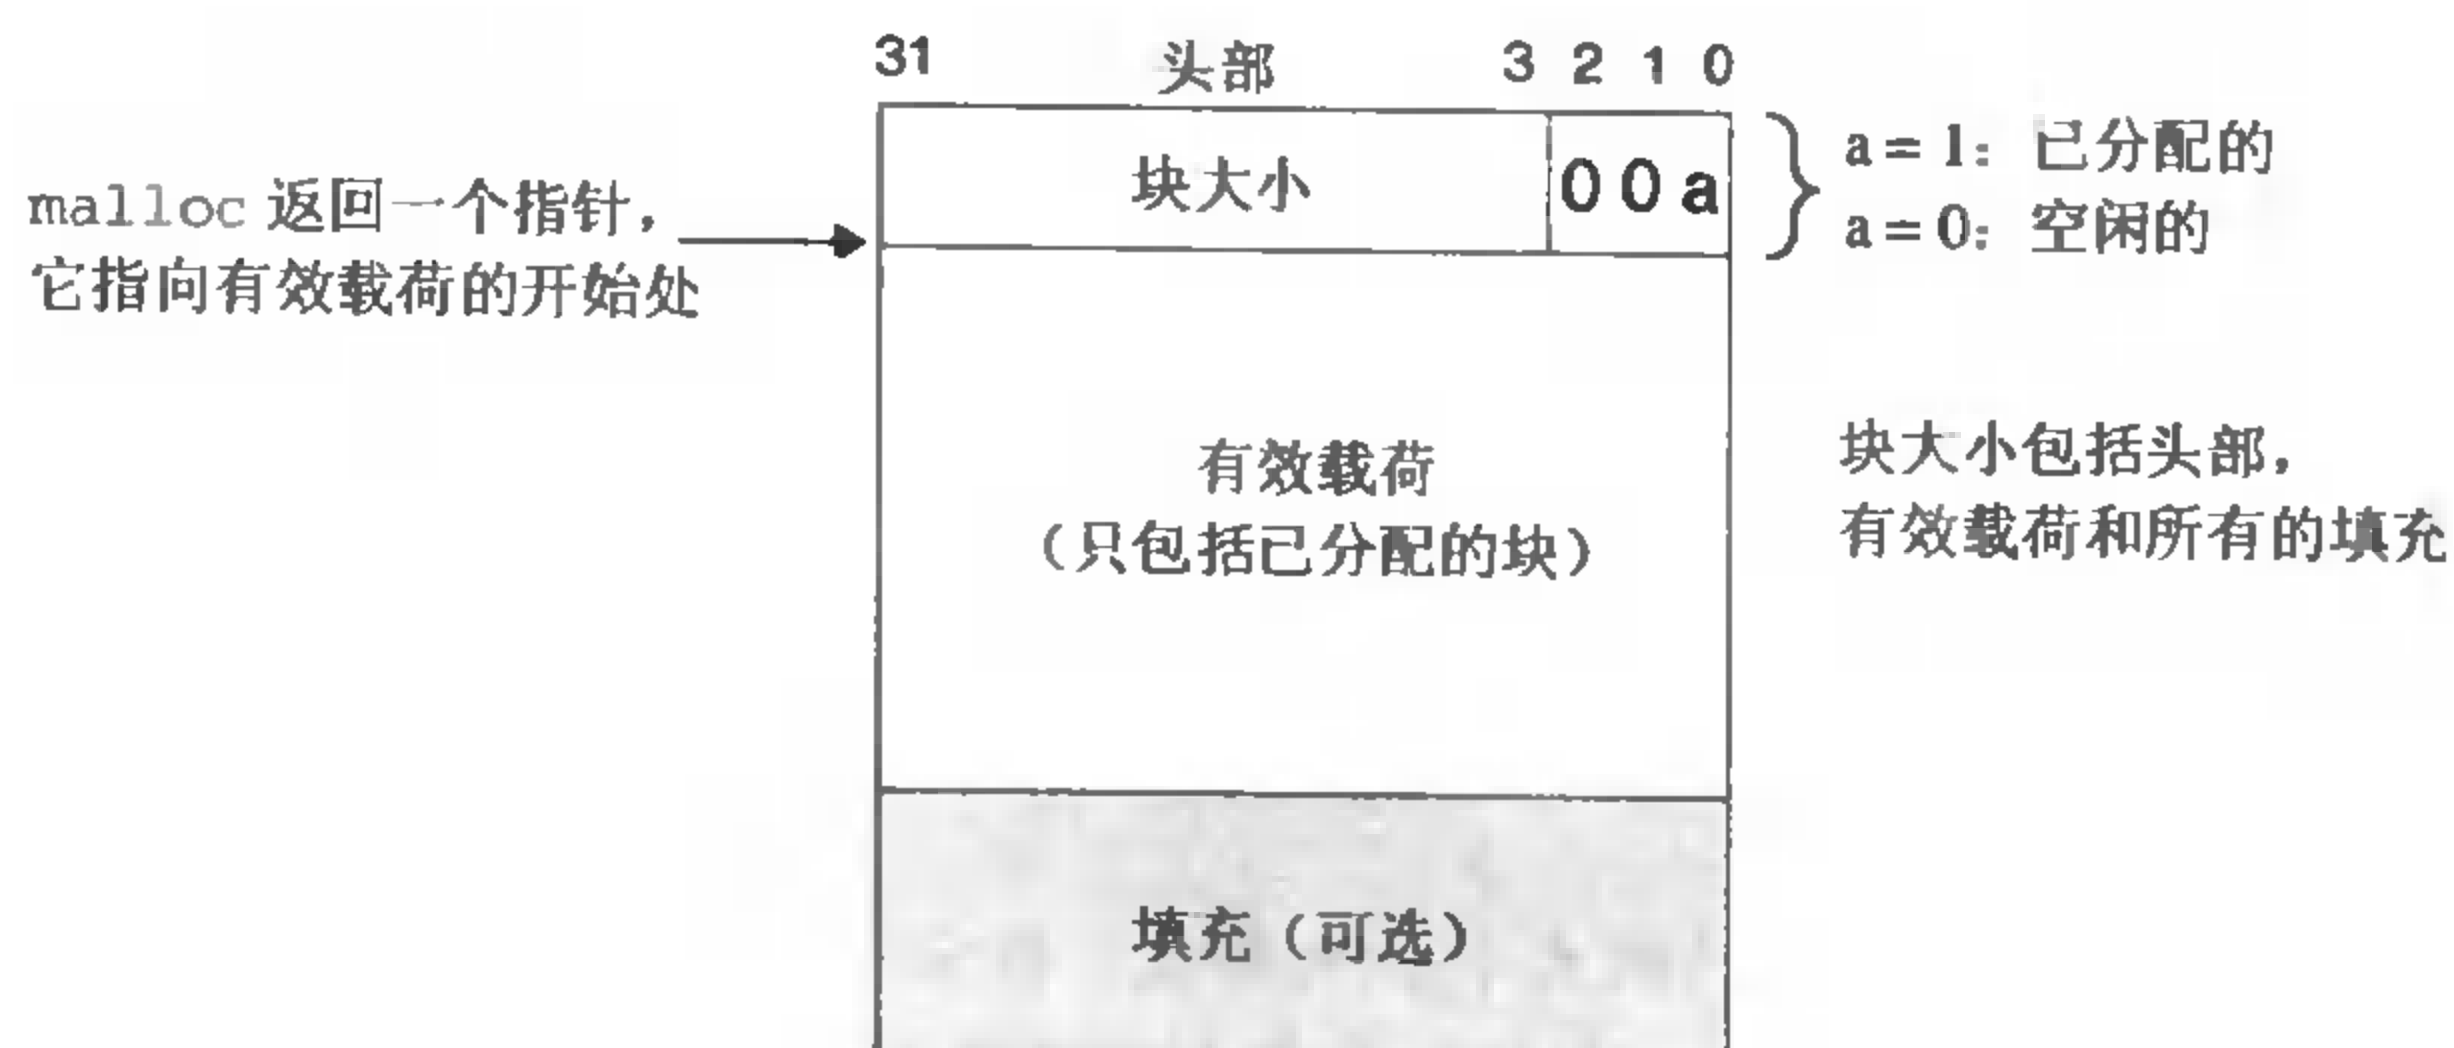 31 头部 3 2 1 0
块大小 0 0 a
a = 1：已分配的
a = 0：空闲的
malloc 返回一个指针，
它指向有效载荷的开始处
有效载荷
（只包括已分配的块）
块大小包括头部，
有效载荷和所有的填充
填充（可选）